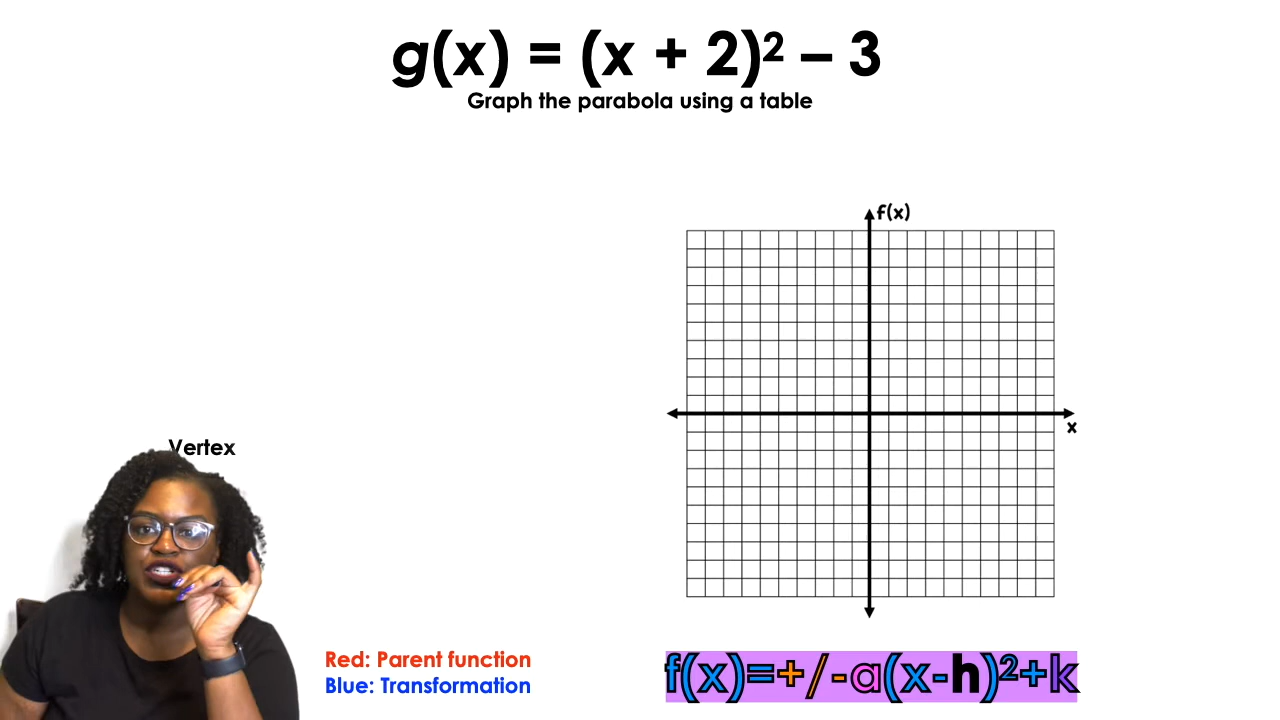 g(x) = (x + 2)² – 3
Graph the parabola using a table
f(x)
x
Vertex
Red: Parent function
Blue: Transformation
f(x)=+/-a(x-h)²+k